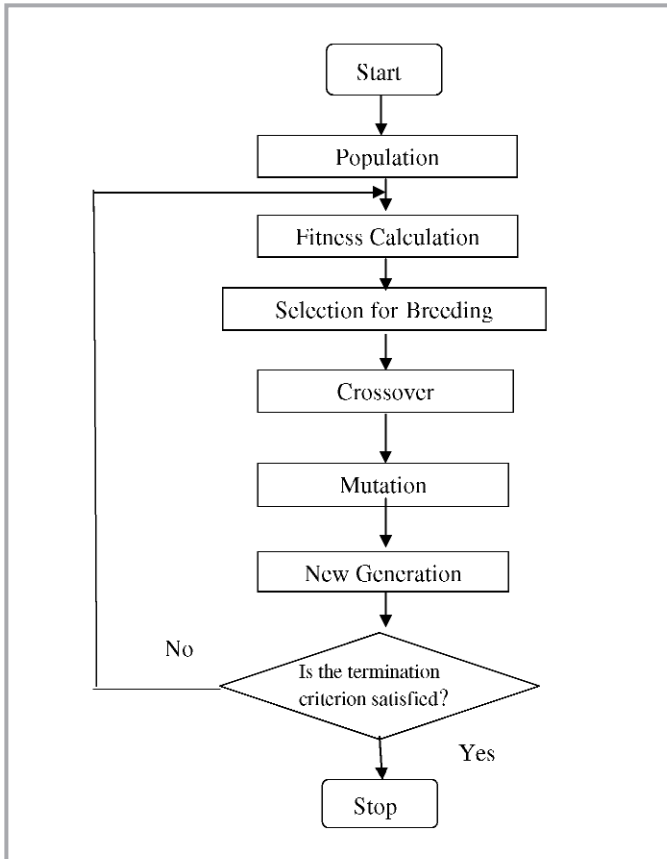 Start
Population
Fitness Calculation
Selection for Breeding
Crossover
Mutation
New Generation
No
Is the termination
criterion satisfied?
Yes
Stop